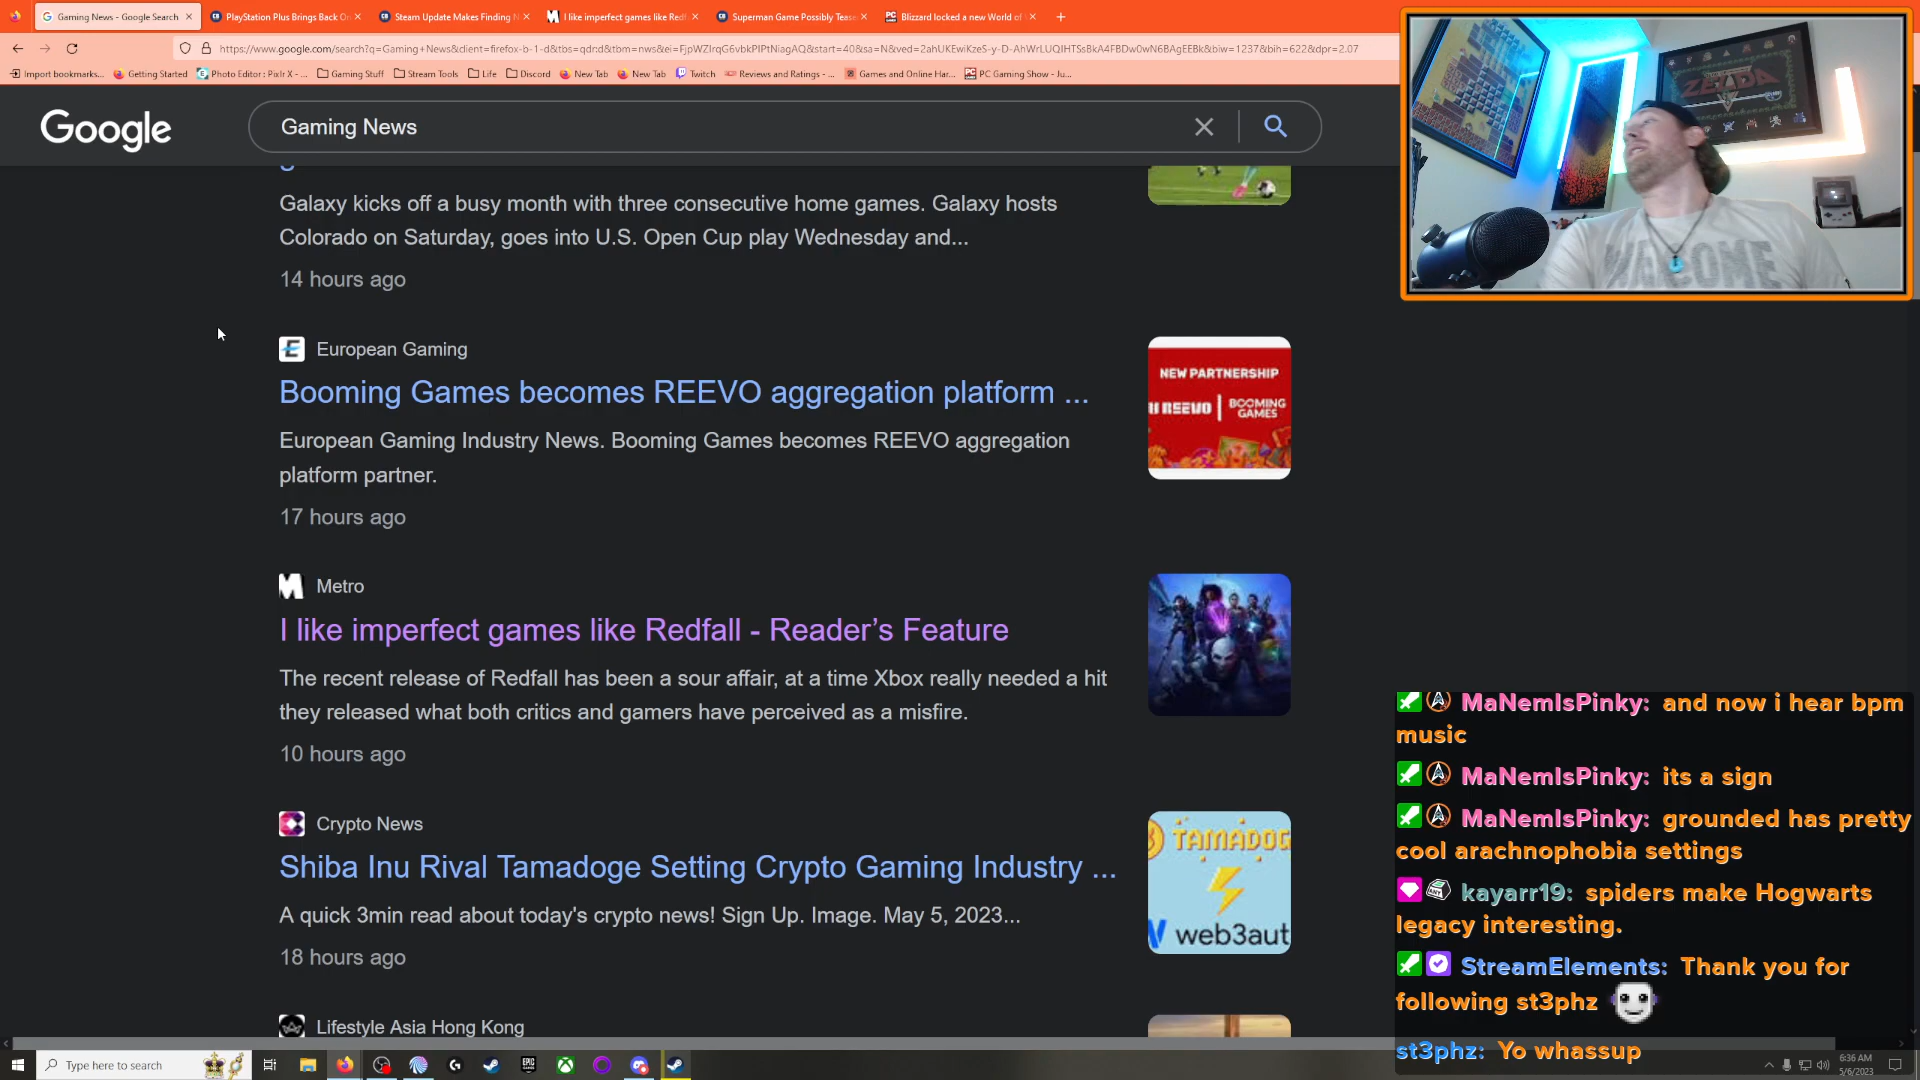 Gaming News - Google Search
PlayStation Plus Brings Back O
Steam Update Makes Finding N
I like imperfect games like Redf
Superman Game Possibly Tease
Blizzard locked a new World of
Import bookmarks...
Getting Started
Photo Editor : Pixlr X - ...
Gaming Stuff
Stream Tools
Life
Discord
New Tab
New Tab
Twitch
Reviews and Ratings - ...
Games and Online Har...
PC Gaming Show - Ju...
Google
Gaming News
Galaxy kicks off a busy month with three consecutive home games. Galaxy hosts
Colorado on Saturday, goes into U.S. Open Cup play Wednesday and...
14 hours ago
European Gaming
Booming Games becomes REEVO aggregation platform ...
European Gaming Industry News. Booming Games becomes REEVO aggregation
platform partner.
17 hours ago
NEW PARTNERSHIP
REEVO | BOOMING
GAMES
Metro
I like imperfect games like Redfall - Reader's Feature
The recent release of Redfall has been a sour affair, at a time Xbox really needed a hit
they released what both critics and gamers have perceived as a misfire.
10 hours ago
Crypto News
Shiba Inu Rival Tamadoge Setting Crypto Gaming Industry ...
A quick 3min read about today's crypto news! Sign Up. Image. May 5, 2023...
18 hours ago
TAMADOG
web3aut
Lifestyle Asia Hong Kong
ZELDA
WELCOME
MaNemIsPinky: and now i hear bpm
music
MaNemIsPinky: its a sign
MaNemIsPinky: grounded has pretty
cool arachnophobia settings
kayarr19: spiders make Hogwarts
legacy interesting.
StreamElements: Thank you for
following st3phz
st3phz: Yo whassup
Type here to search
6:36 AM
5/6/2023